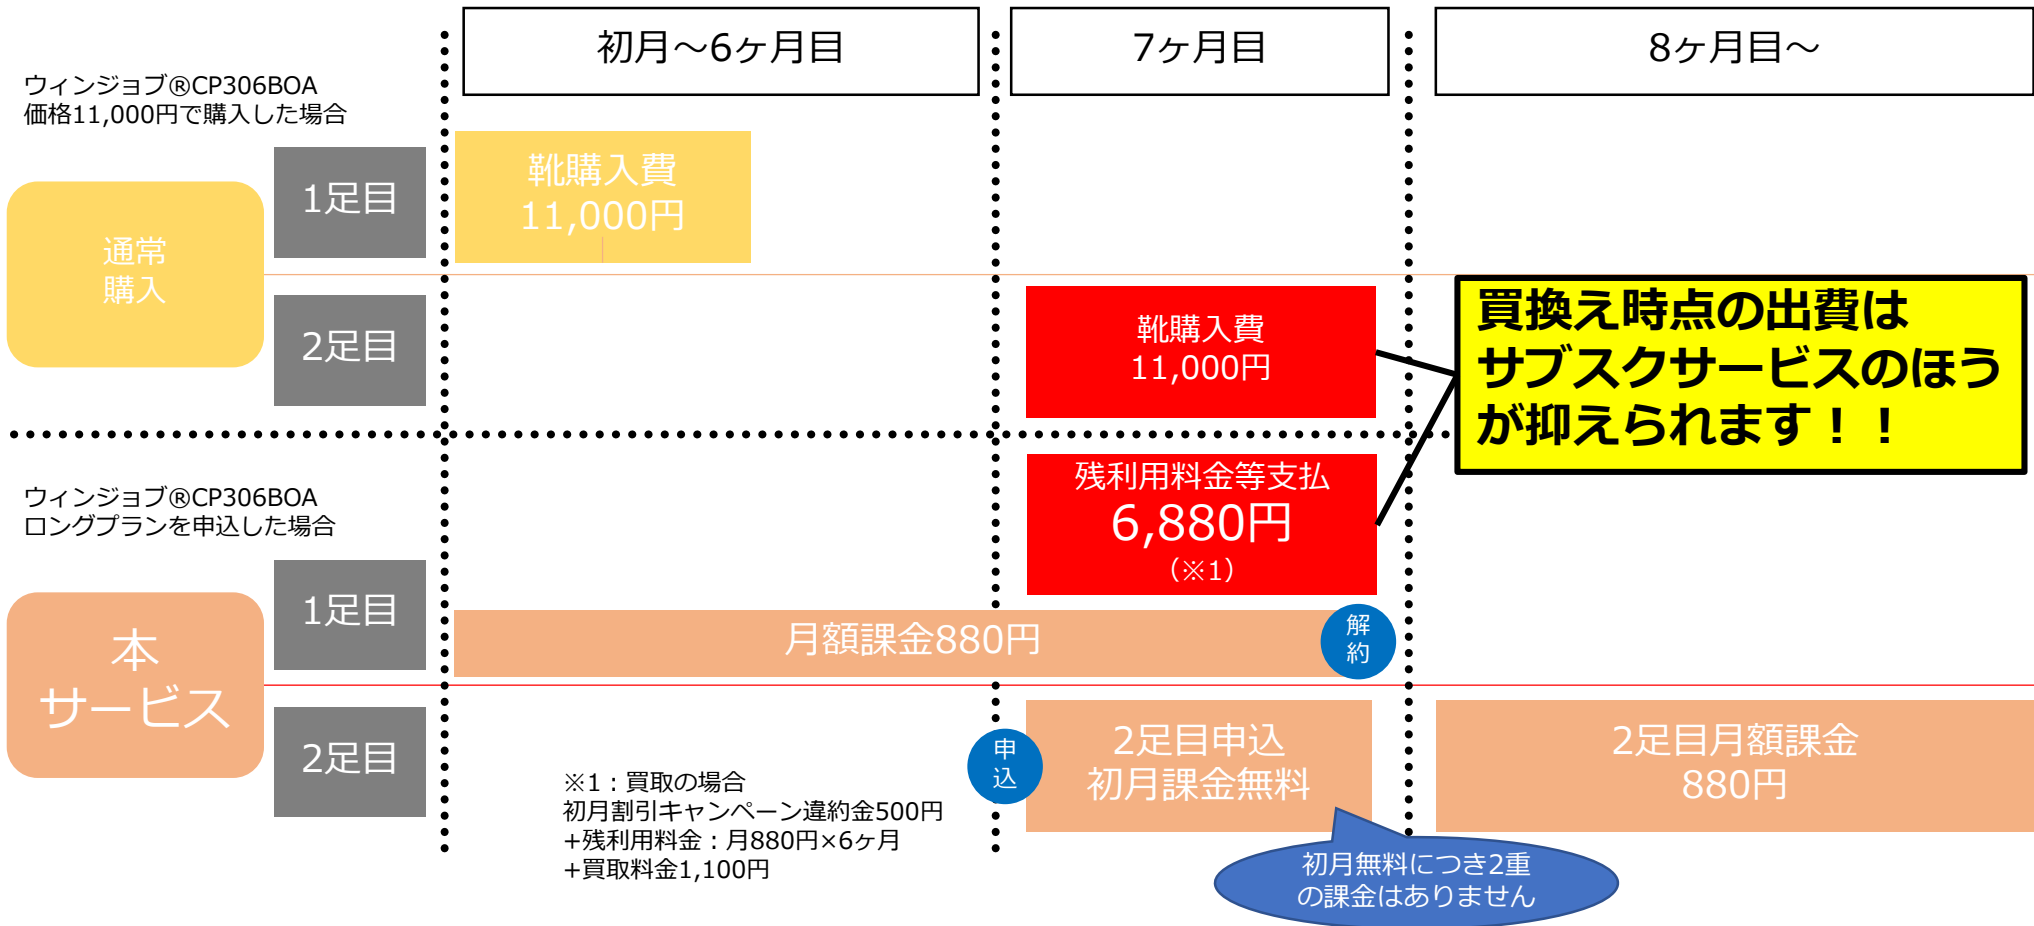 初月～6ヶ月目
7ヶ月目
8ヶ月目～
ウィンジョブ®CP306BOA
価格11,000円で購入した場合
通常
購入
1足目
靴購入費
11,000円
2足目
靴購入費
11,000円
買換え時点の出費は
サブスクサービスのほう
が抑えられます！！
ウィンジョブ®CP306BOA
ロングプランを申込した場合
残利用料金等支払
6,880円
（※1）
本
サービス
1足目
月額課金880円
解
約
2足目
申
込
2足目申込
初月課金無料
2足目月額課金
880円
※1：買取の場合
初月割引キャンペーン違約金500円
+残利用料金：月880円×6ヶ月
+買取料金1,100円
初月無料につき2重
の課金はありません